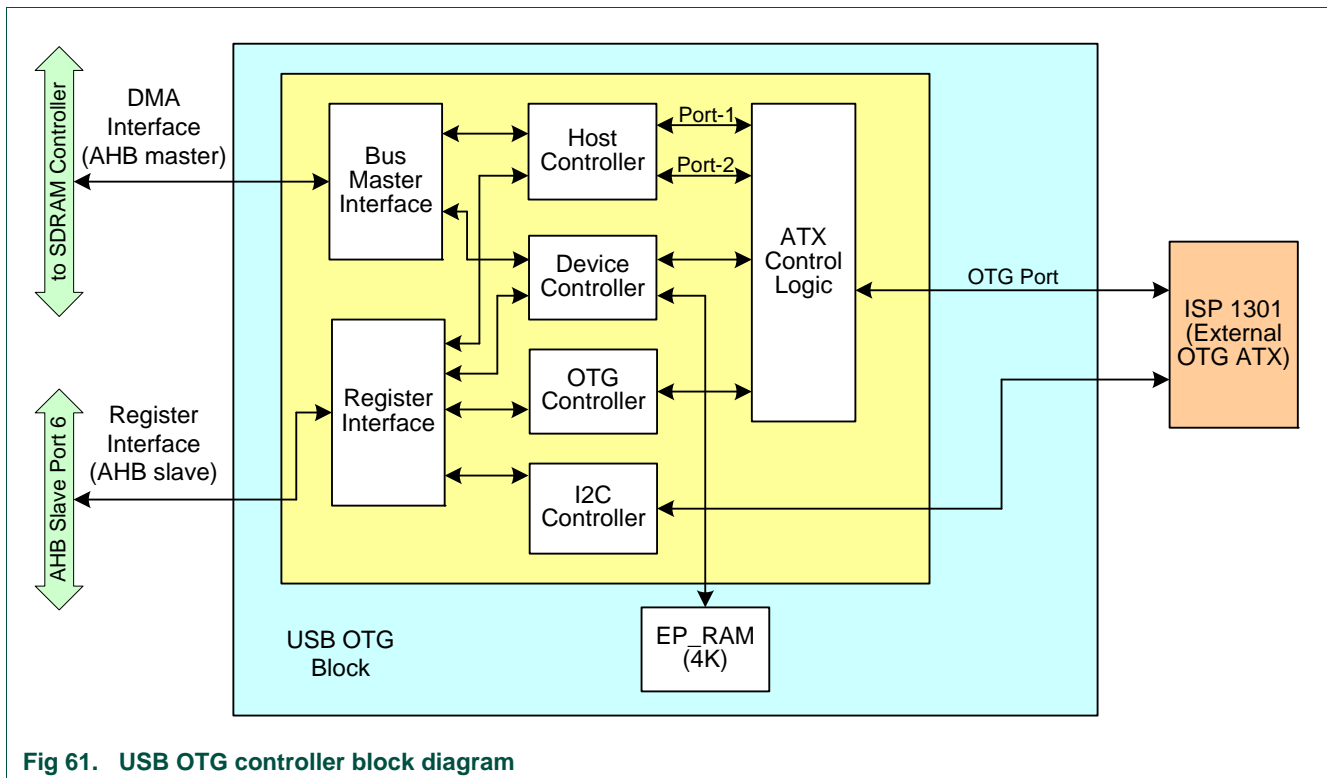 to SDRAM Controller
DMA
Interface
(AHB master)
Bus
Master
Interface
Host
Controller
Port-1
Port-2
ATX
Control
Logic
Device
Controller
OTG Port
ISP 1301
(External
OTG ATX)
AHB Slave Port 6
Register
Interface
(AHB slave)
Register
Interface
OTG
Controller
I2C
Controller
USB OTG
Block
EP_RAM
(4K)
Fig 61. USB OTG controller block diagram